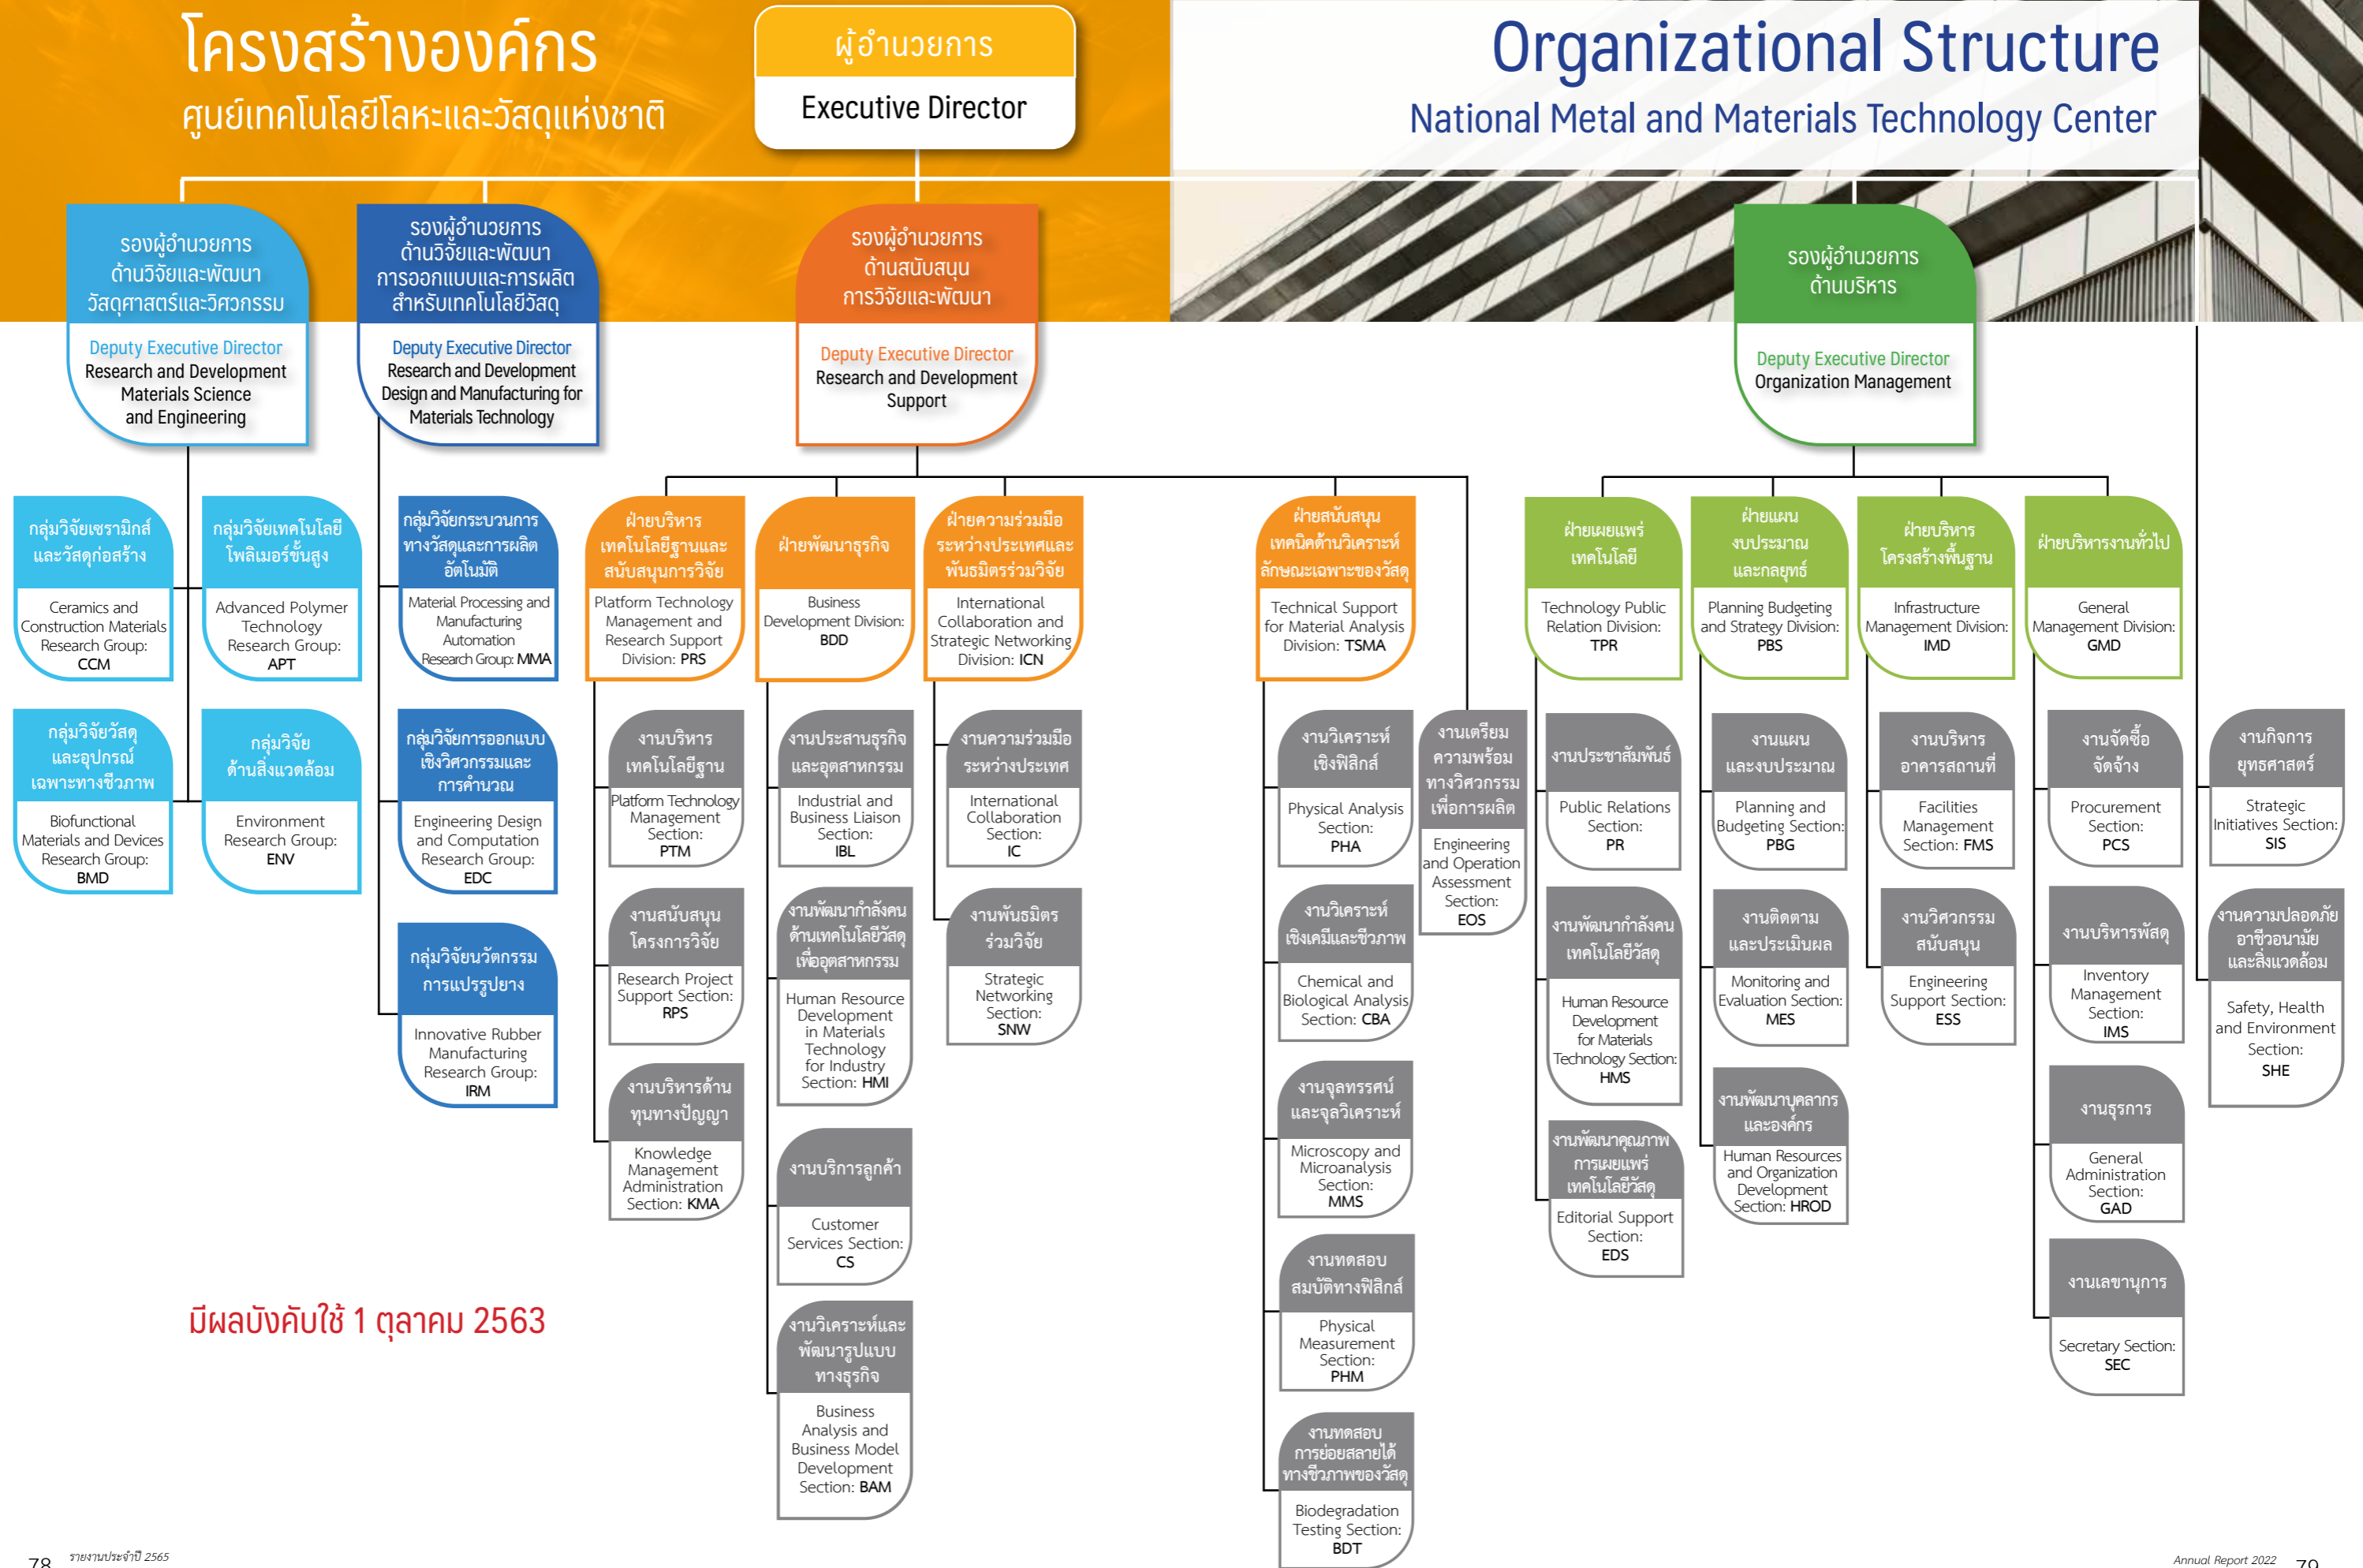 โครงสร้างองค์กร
ศูนย์เทคโนโลยีโลหะและวัสดุแห่งชาติ
ผู้อำนวยการ
Executive Director
Organizational Structure
National Metal and Materials Technology Center
รองผู้อำนวยการ
ด้านวิจัยและพัฒนา
วัสดุศาสตร์และวิศวกรรม
Deputy Executive Director
Research and Development
Materials Science
and Engineering
รองผู้อำนวยการ
ด้านวิจัยและพัฒนา
การออกแบบและการผลิต
สำหรับเทคโนโลยีวัสดุ
Deputy Executive Director
Research and Development
Design and Manufacturing for
Materials Technology
รองผู้อำนวยการ
ด้านสนับสนุน
การวิจัยและพัฒนา
Deputy Executive Director
Research and Development
Support
รองผู้อำนวยการ
ด้านบริหาร
Deputy Executive Director
Organization Management
กลุ่มวิจัยเซรามิกส์
และวัสดุก่อสร้าง
Ceramics and
Construction Materials
Research Group:
CCM
กลุ่มวิจัยเทคโนโลยี
โพลิเมอร์ขั้นสูง
Advanced Polymer
Technology
Research Group:
APT
กลุ่มวิจัยกระบวนการ
ทางวัสดุและการผลิต
อัตโนมัติ
Material Processing and
Manufacturing
Automation
Research Group: MMA
ฝ่ายบริหาร
เทคโนโลยีฐานและ
สนับสนุนการวิจัย
Platform Technology
Management and
Research Support
Division: PRS
ฝ่ายพัฒนาธุรกิจ
Business
Development Division:
BDD
ฝ่ายความร่วมมือ
ระหว่างประเทศและ
พันธมิตรร่วมวิจัย
International
Collaboration and
Strategic Networking
Division: ICN
ฝ่ายสนับสนุน
เทคนิคด้านวิเคราะห์
ลักษณะเฉพาะของวัสดุ
Technical Support
for Material Analysis
Division: TSMA
ฝ่ายเผยแพร่
เทคโนโลยี
Technology Public
Relation Division:
TPR
ฝ่ายแผน
งบประมาณ
และกลยุทธ์
Planning Budgeting
and Strategy Division:
PBS
ฝ่ายบริหาร
โครงสร้างพื้นฐาน
Infrastructure
Management Division:
IMD
ฝ่ายบริหารงานทั่วไป
General
Management Division:
GMD
กลุ่มวิจัยวัสดุ
และอุปกรณ์
เฉพาะทางชีวภาพ
Biofunctional
Materials and Devices
Research Group:
BMD
กลุ่มวิจัย
ด้านสิ่งแวดล้อม
Environment
Research Group:
ENV
กลุ่มวิจัยการออกแบบ
เชิงวิศวกรรมและ
การคำนวณ
Engineering Design
and Computation
Research Group:
EDC
กลุ่มวิจัยนวัตกรรม
การแปรรูปยาง
Innovative Rubber
Manufacturing
Research Group:
IRM
งานบริหาร
เทคโนโลยีฐาน
Platform Technology
Management
Section:
PTM
งานสนับสนุน
โครงการวิจัย
Research Project
Support Section:
RPS
งานบริหารด้าน
ทุนทางปัญญา
Knowledge
Management
Administration
Section: KMA
งานประสานธุรกิจ
และอุตสาหกรรม
Industrial and
Business Liaison
Section:
IBL
งานพัฒนากำลังคน
ด้านเทคโนโลยีวัสดุ
เพื่ออุตสาหกรรม
Human Resource
Development
in Materials
Technology
for Industry
Section: HMI
งานบริการลูกค้า
Customer
Services Section:
CS
งานวิเคราะห์และ
พัฒนารูปแบบ
ทางธุรกิจ
Business
Analysis and
Business Model
Development
Section: BAM
งานความร่วมมือ
ระหว่างประเทศ
International
Collaboration
Section:
IC
งานพันธมิตร
ร่วมวิจัย
Strategic
Networking
Section:
SNW
งานวิเคราะห์
เชิงฟิสิกส์
Physical Analysis
Section:
PHA
งานวิเคราะห์
เชิงเคมีและชีวภาพ
Chemical and
Biological Analysis
Section: CBA
งานจุลทรรศน์
และจุลวิเคราะห์
Microscopy and
Microanalysis
Section:
MMS
งานทดสอบ
สมบัติทางฟิสิกส์
Physical
Measurement
Section:
PHM
งานทดสอบ
การย่อยสลายได้
ทางชีวภาพของวัสดุ
Biodegradation
Testing Section:
BDT
งานเตรียม
ความพร้อม
ทางวิศวกรรม
เพื่อการผลิต
Engineering
and Operation
Assessment
Section:
EOS
งานประชาสัมพันธ์
Public Relations
Section:
PR
งานพัฒนากำลังคน
เทคโนโลยีวัสดุ
Human Resource
Development
for Materials
Technology Section:
HMS
งานพัฒนาคุณภาพ
การเผยแพร่
เทคโนโลยีวัสดุ
Editorial Support
Section:
EDS
งานแผน
และงบประมาณ
Planning and
Budgeting Section:
PBG
งานติดตาม
และประเมินผล
Monitoring and
Evaluation Section:
MES
งานพัฒนาบุคลากร
และองค์กร
Human Resources
and Organization
Development
Section: HROD
งานบริหาร
อาคารสถานที่
Facilities
Management
Section: FMS
งานวิศวกรรม
สนับสนุน
Engineering
Support Section:
ESS
งานจัดซื้อ
จัดจ้าง
Procurement
Section:
PCS
งานบริหารพัสดุ
Inventory
Management
Section:
IMS
งานธุรการ
General
Administration
Section:
GAD
งานเลขานุการ
Secretary Section:
SEC
งานกิจการ
ยุทธศาสตร์
Strategic
Initiatives Section:
SIS
งานความปลอดภัย
อาชีวอนามัย
และสิ่งแวดล้อม
Safety, Health
and Environment
Section:
SHE
มีผลบังคับใช้ 1 ตุลาคม 2563
78 รายงานประจำปี 2565
Annual Report 2022 79